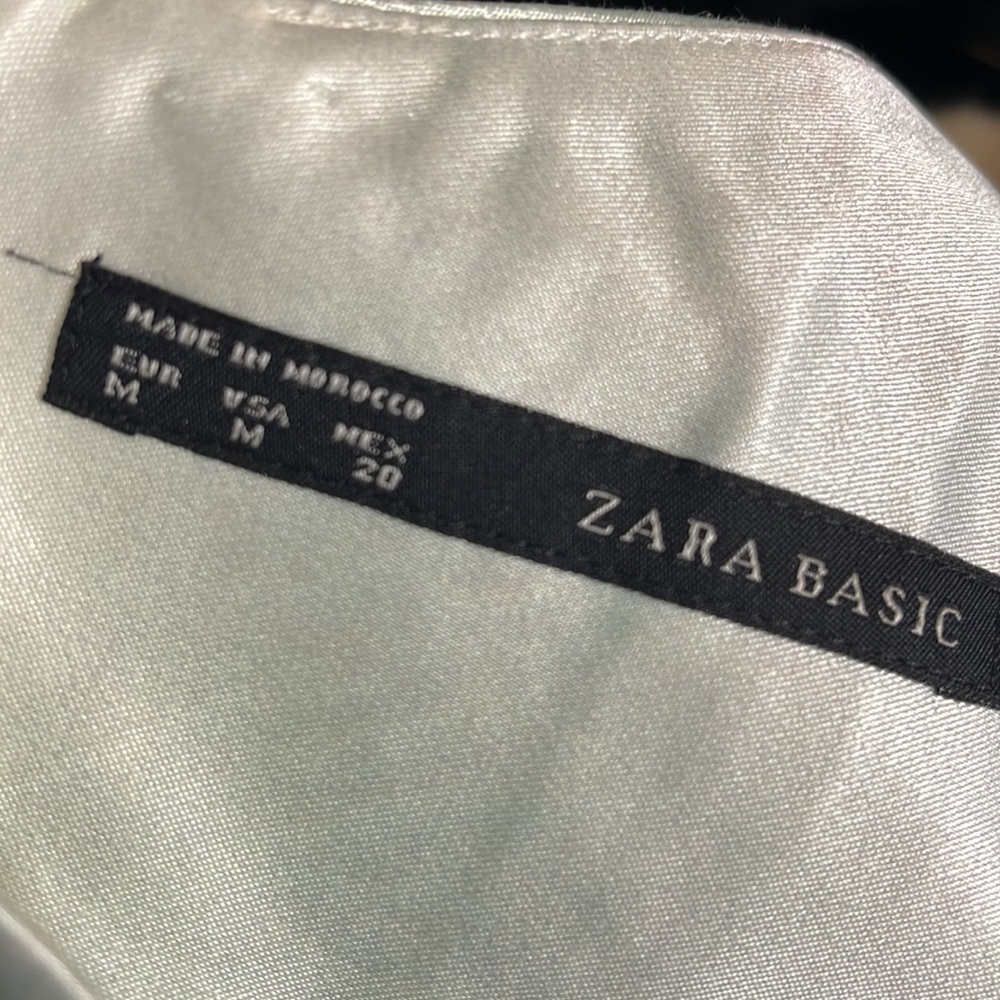 MADE IN MOROCCO
EUR USA MEX
M M 20
ZARA BASIC